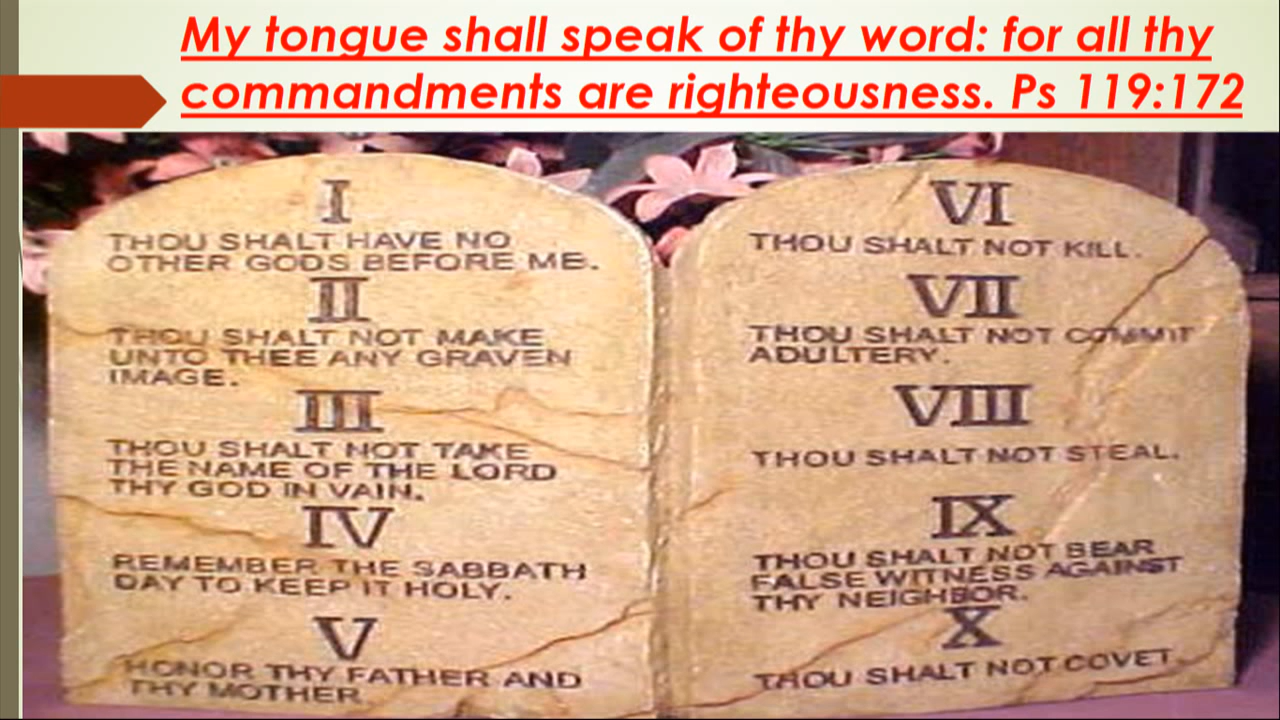 My tongue shall speak of thy word: for all thy
commandments are righteousness. Ps 119:172
I
THOU SHALT HAVE NO
OTHER GODS BEFORE ME.
II
THOU SHALT NOT MAKE
UNTO THEE ANY GRAVEN
IMAGE.
III
THOU SHALT NOT TAKE
THE NAME OF THE LORD
THY GOD IN VAIN.
IV
REMEMBER THE SABBATH
DAY TO KEEP IT HOLY.
V
HONOR THY FATHER AND
THY MOTHER
VI
THOU SHALT NOT KILL.
VII
THOU SHALT NOT COMMIT
ADULTERY.
VIII
THOU SHALT NOT STEAL.
IX
THOU SHALT NOT BEAR
FALSE WITNESS AGAINST
THY NEIGHBOR.
X
THOU SHALT NOT COVET.